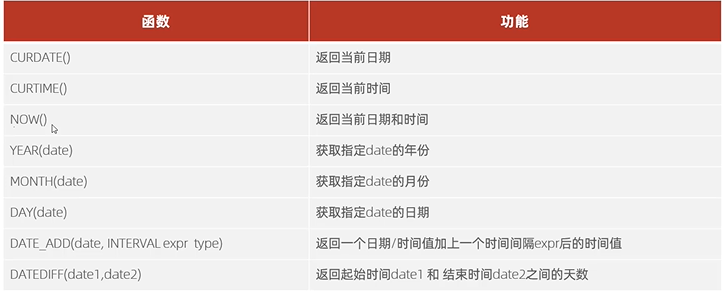 函数 功能
CURDATE() 返回当前日期
CURTIME() 返回当前时间
NOW() 返回当前日期和时间
YEAR(date) 获取指定date的年份
MONTH(date) 获取指定date的月份
DAY(date) 获取指定date的日期
DATE_ADD(date, INTERVAL expr type) 返回一个日期/时间值加上一个时间间隔expr后的时间值
DATEDIFF(date1,date2) 返回起始时间date1 和 结束时间date2之间的天数